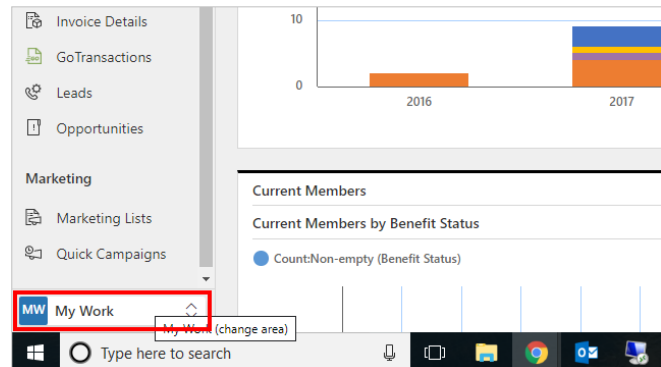 Invoice Details
GoTransactions
Leads
Opportunities
Marketing
Marketing Lists
Quick Campaigns
MW My Work
My Work (change area)
Type here to search
10
0
2016 2017
Current Members
Current Members by Benefit Status
Count:Non-empty (Benefit Status)